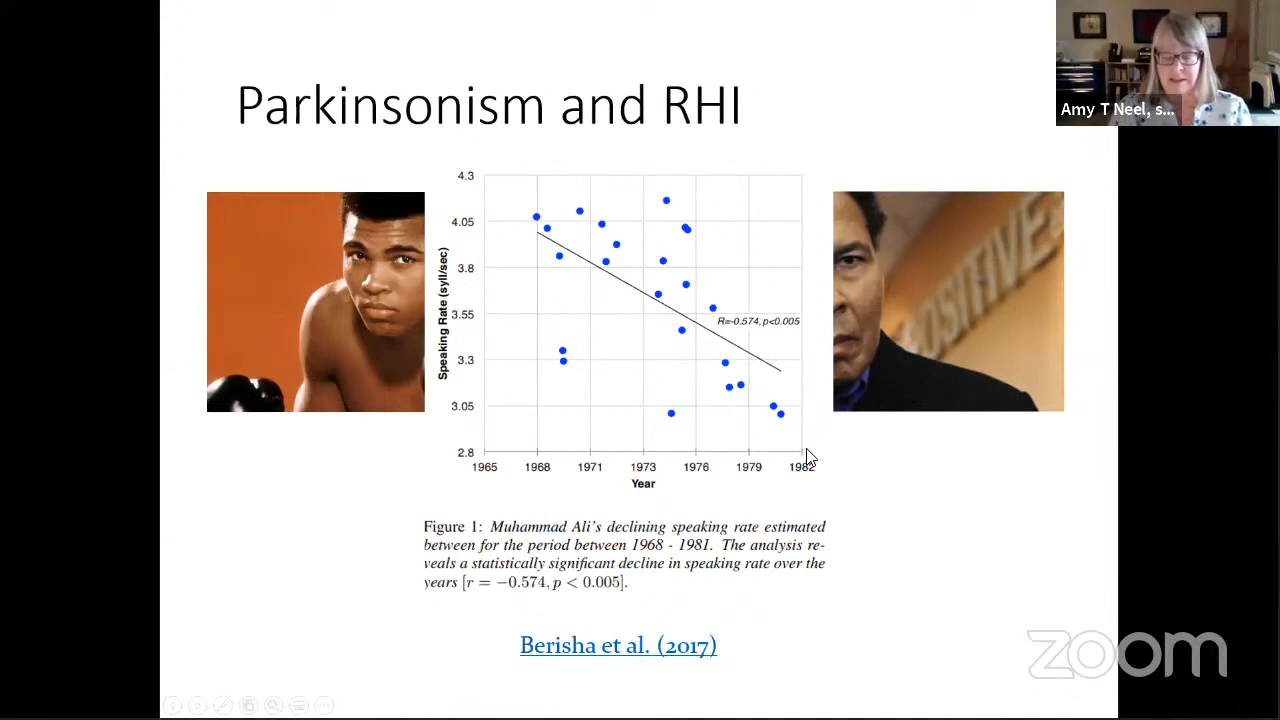 Parkinsonism and RHI
Amy T Neel, s...
4.3
4.05
3.8
3.55
3.3
3.05
2.8
Speaking Rate (syll/sec)
R=-0.574, p<0.005
1965 1968 1971 1973 1976 1979 1982
Year
POSITIVE
Figure 1: Muhammad Ali's declining speaking rate estimated
between for the period between 1968 - 1981. The analysis re-
veals a statistically significant decline in speaking rate over the
years [r = −0.574, p < 0.005].
Berisha et al. (2017)
zoom